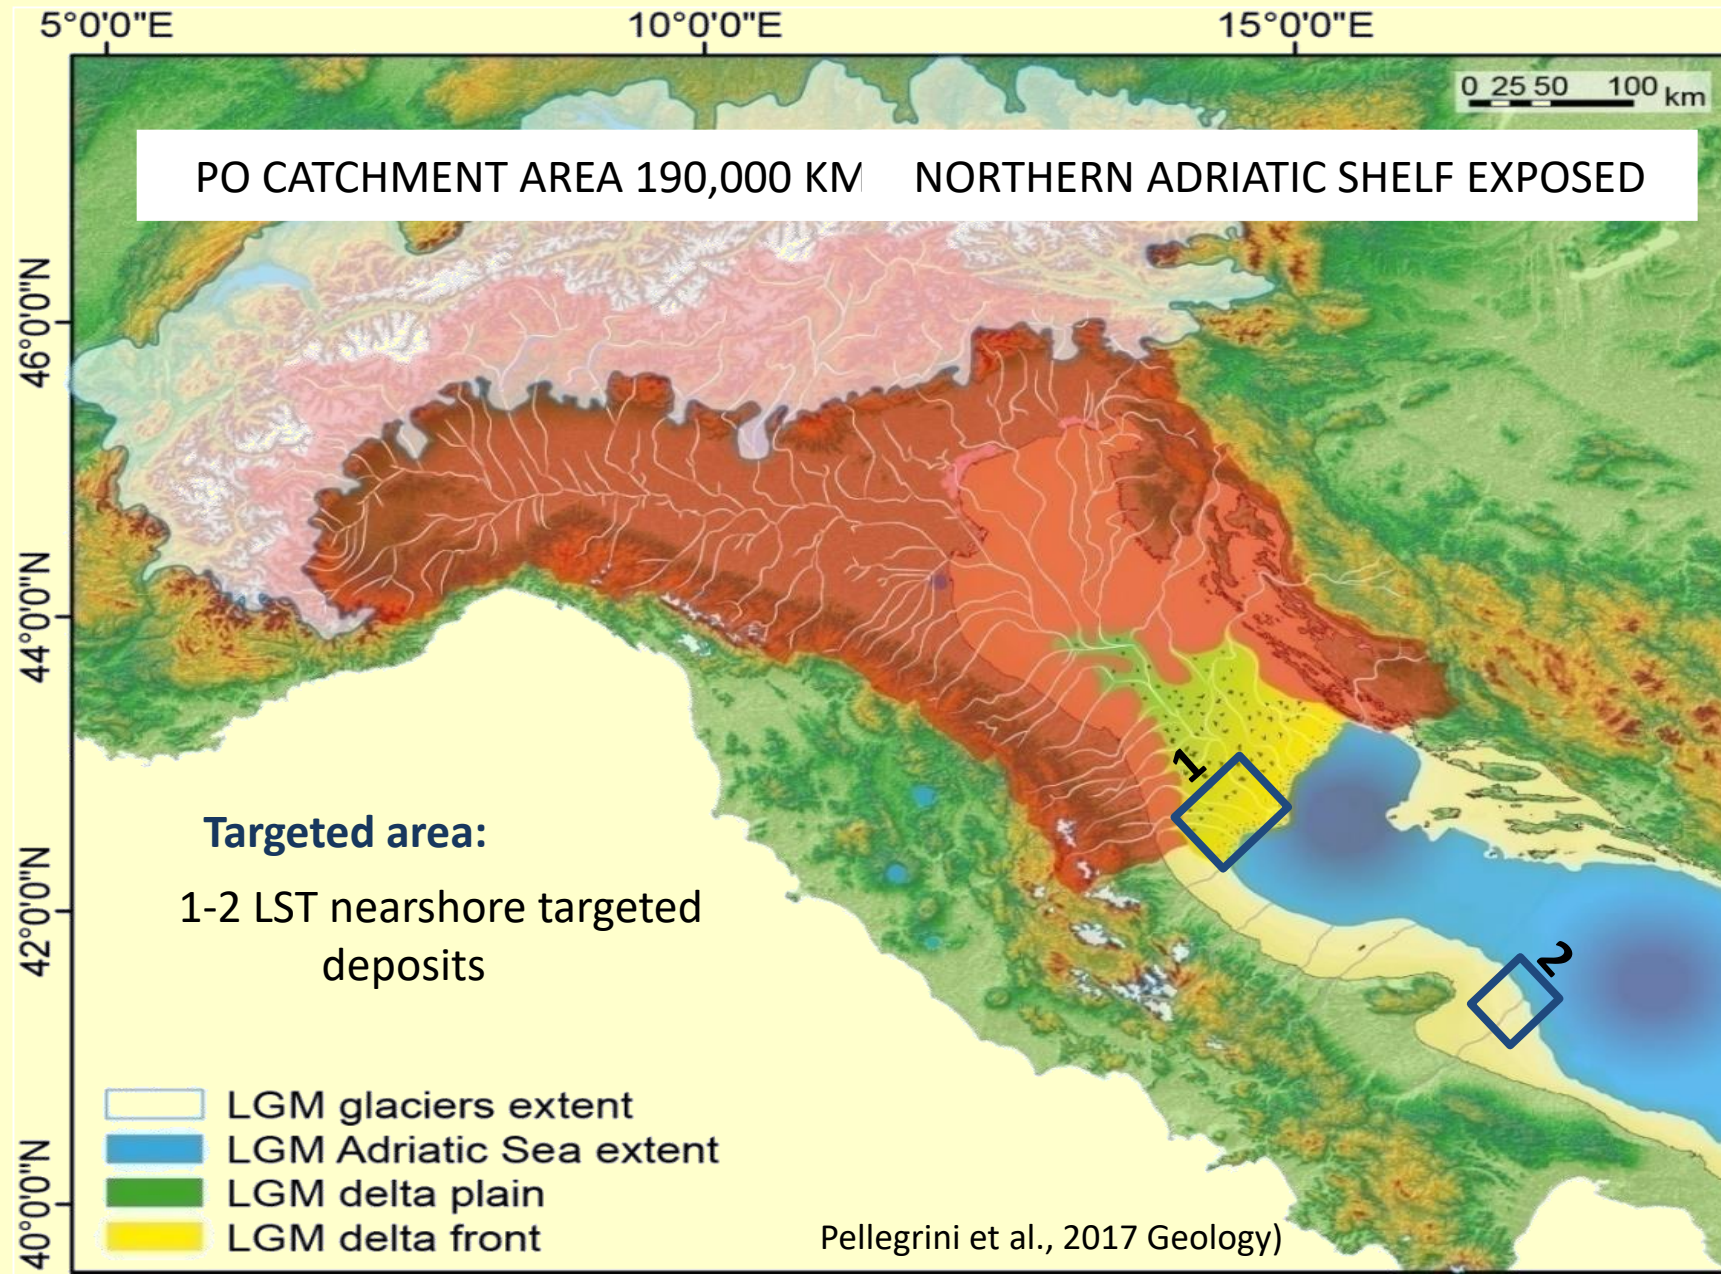 5°0'0"E
10°0'0"E
15°0'0"E
0 25 50 100 km
PO CATCHMENT AREA 190,000 KM
NORTHERN ADRIATIC SHELF EXPOSED
46°0'0"N
44°0'0"N
42°0'0"N
40°0'0"N
1
2
Targeted area:
1-2 LST nearshore targeted
deposits
LGM glaciers extent
LGM Adriatic Sea extent
LGM delta plain
LGM delta front
Pellegrini et al., 2017 Geology)